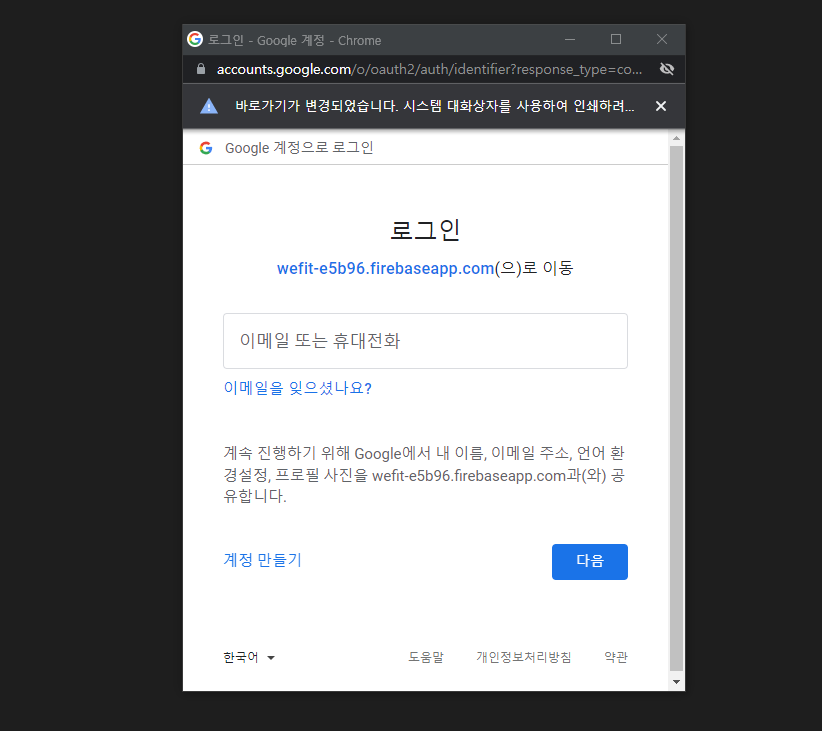 로그인 - Google 계정 - Chrome
accounts.google.com/o/oauth2/auth/identifier?response_type=co...
바로가기가 변경되었습니다. 시스템 대화상자를 사용하여 인쇄하려...
Google 계정으로 로그인
로그인
wefit-e5b96.firebaseapp.com(으)로 이동
이메일 또는 휴대전화
이메일을 잊으셨나요?
계속 진행하기 위해 Google에서 내 이름, 이메일 주소, 언어 환
경설정, 프로필 사진을 wefit-e5b96.firebaseapp.com과(와) 공
유합니다.
계정 만들기 다음
한국어 도움말 개인정보처리방침 약관